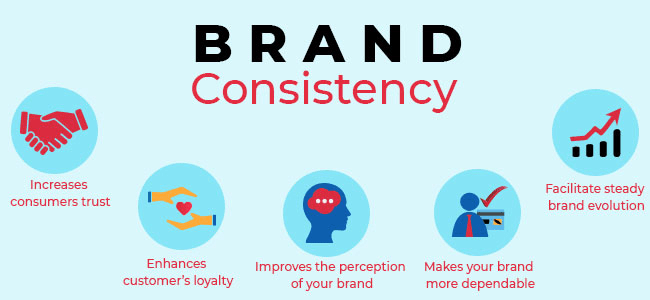 BRAND
Consistency
Increases
consumers trust
Enhances
customer's loyalty
Improves the perception
of your brand
Makes your brand
more dependable
Facilitate steady
brand evolution